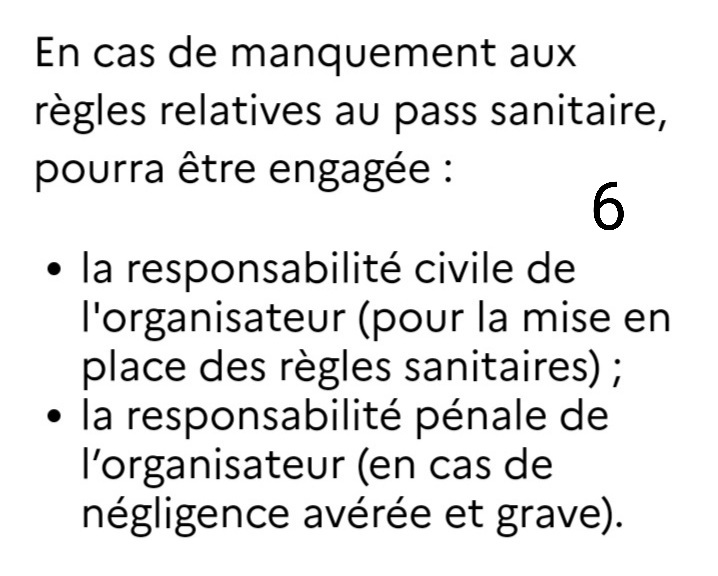 En cas de manquement aux
règles relatives au pass sanitaire,
pourra être engagée :
6
• la responsabilité civile de
l'organisateur (pour la mise en
place des règles sanitaires) ;
• la responsabilité pénale de
l’organisateur (en cas de
négligence avérée et grave).